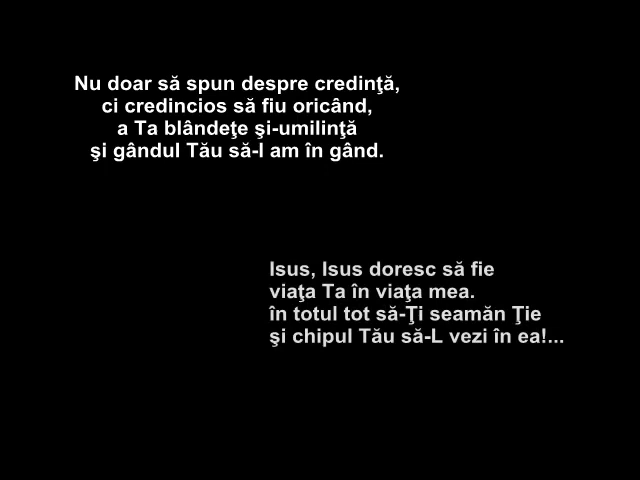 Nu doar să spun despre credinţă,
ci credincios să fiu oricând,
a Ta blândeţe şi-umilinţă
şi gândul Tău să-l am în gând.
Isus, Isus doresc să fie
viaţa Ta în viaţa mea.
în totul tot să-Ţi seamăn Ţie
şi chipul Tău să-L vezi în ea!...